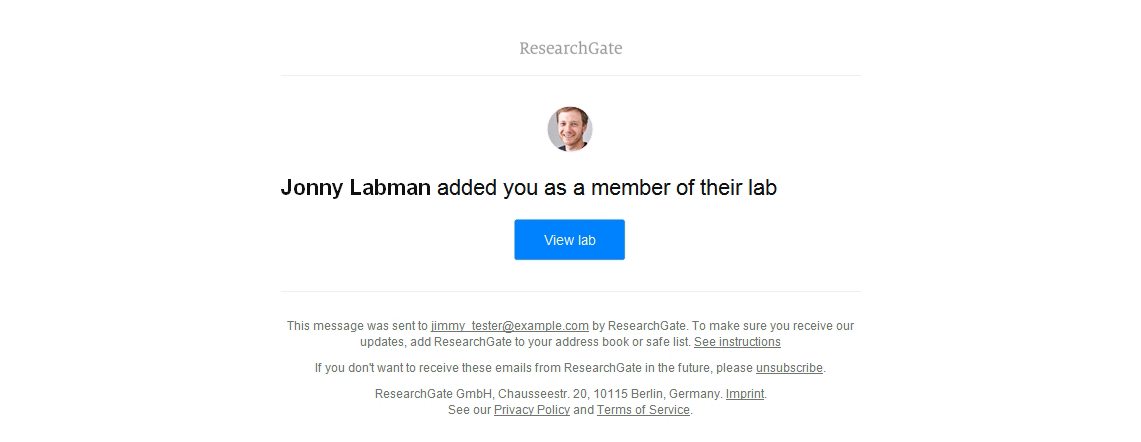 ResearchGate
Jonny Labman added you as a member of their lab
View lab
This message was sent to jimmy_tester@example.com by ResearchGate. To make sure you receive our
updates, add ResearchGate to your address book or safe list. See instructions
If you don't want to receive these emails from ResearchGate in the future, please unsubscribe.
ResearchGate GmbH, Chausseestr. 20, 10115 Berlin, Germany. Imprint.
See our Privacy Policy and Terms of Service.